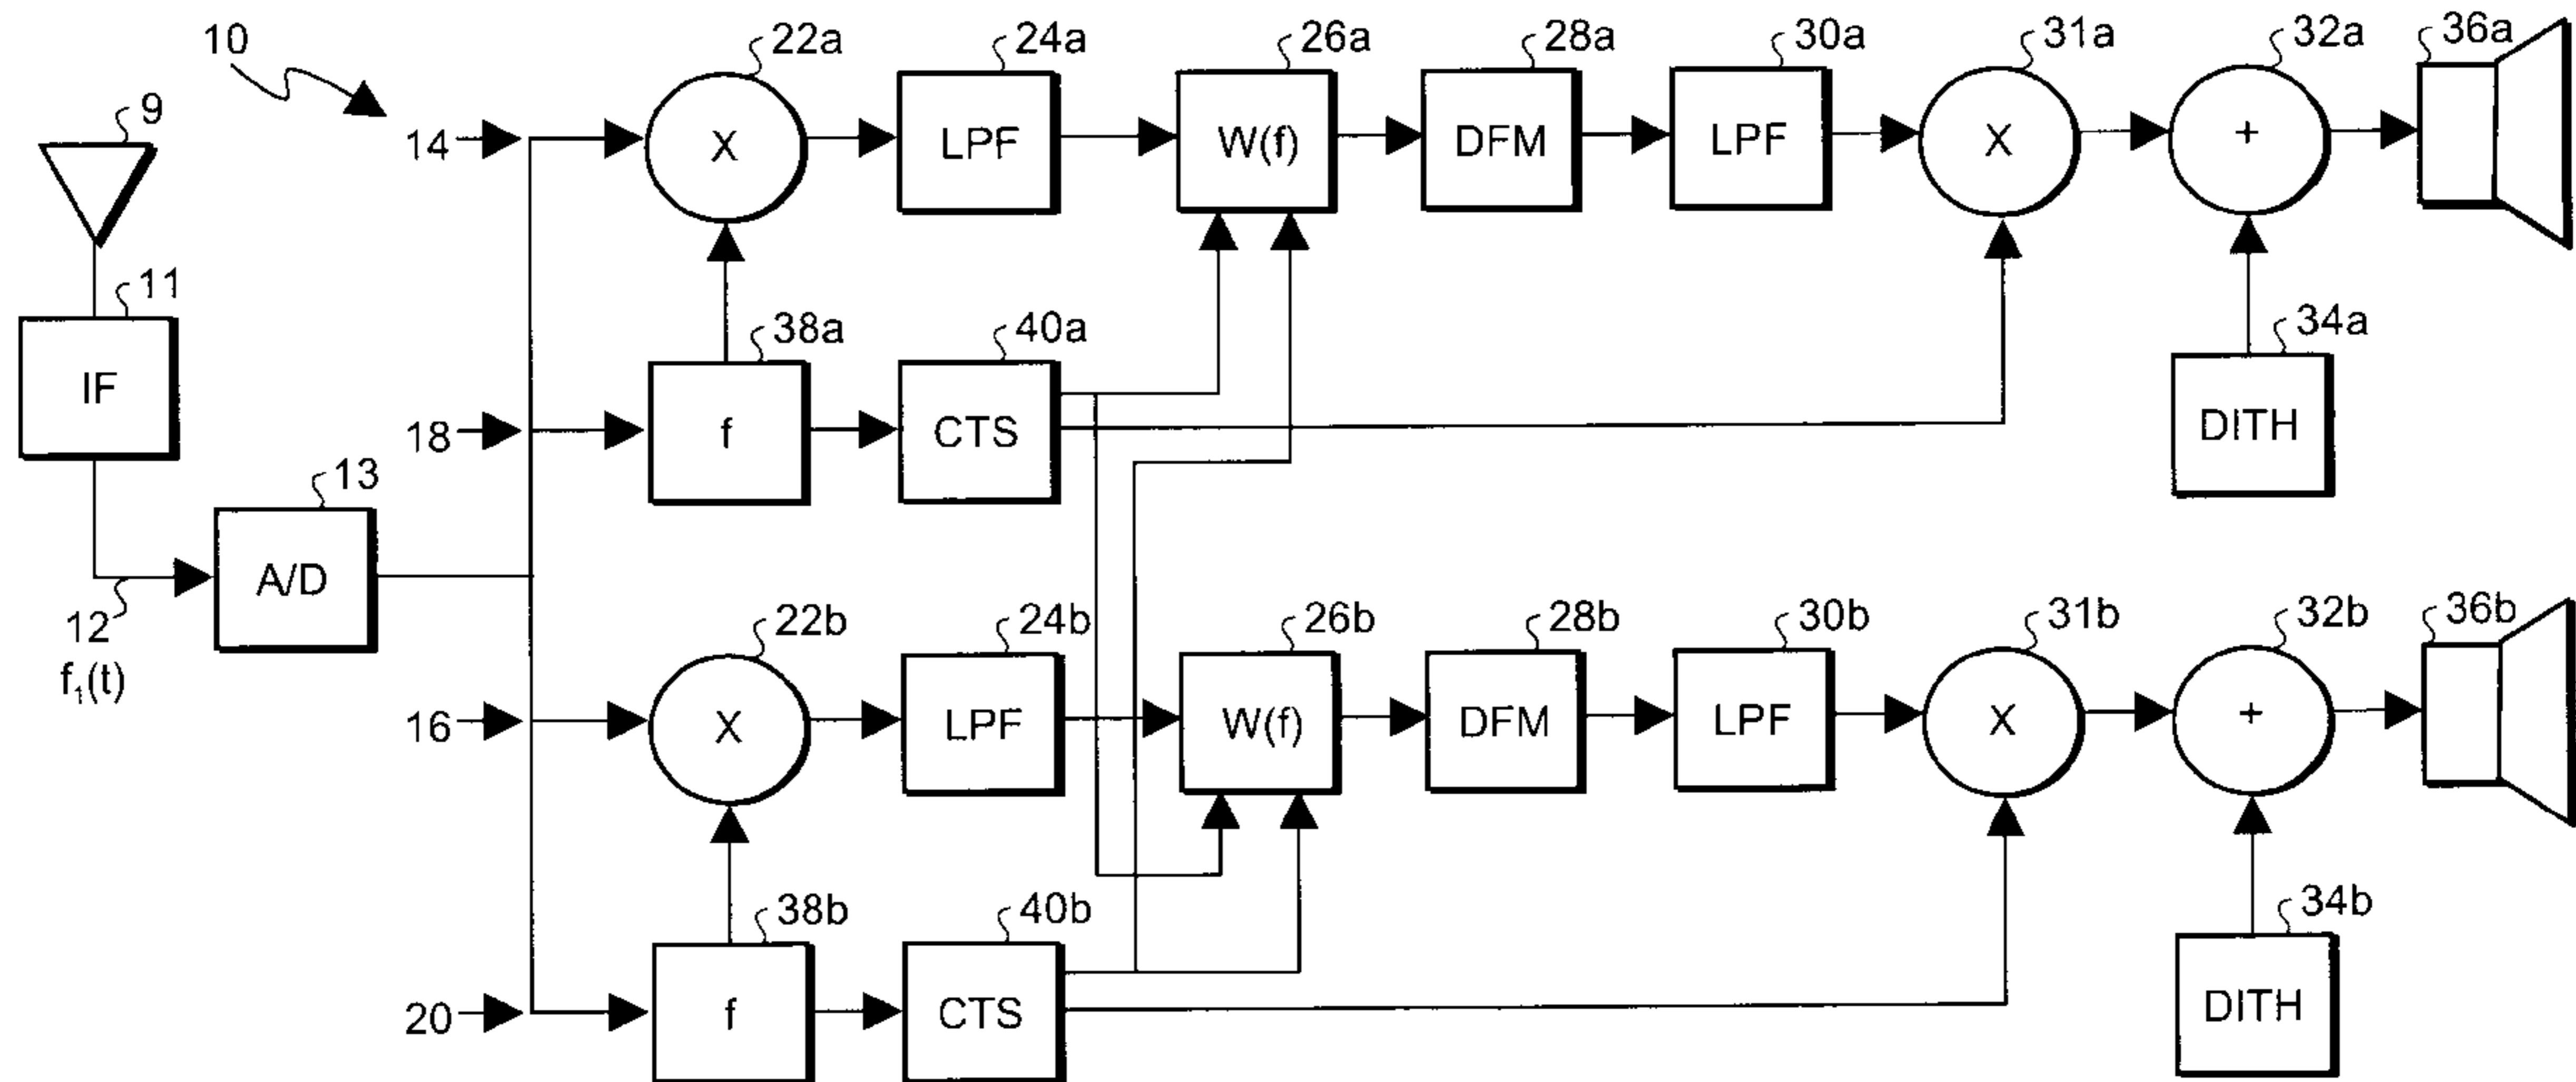 10
22a
24a
26a
28a
30a
31a
32a
36a
9
14
X
LPF
W(f)
DFM
LPF
X
+
11
38a
40a
34a
IF
18
f
CTS
DITH
13
A/D
12
f₁(t)
22b
24b
26b
28b
30b
31b
32b
36b
16
X
LPF
W(f)
DFM
LPF
X
+
38b
40b
34b
20
f
CTS
DITH